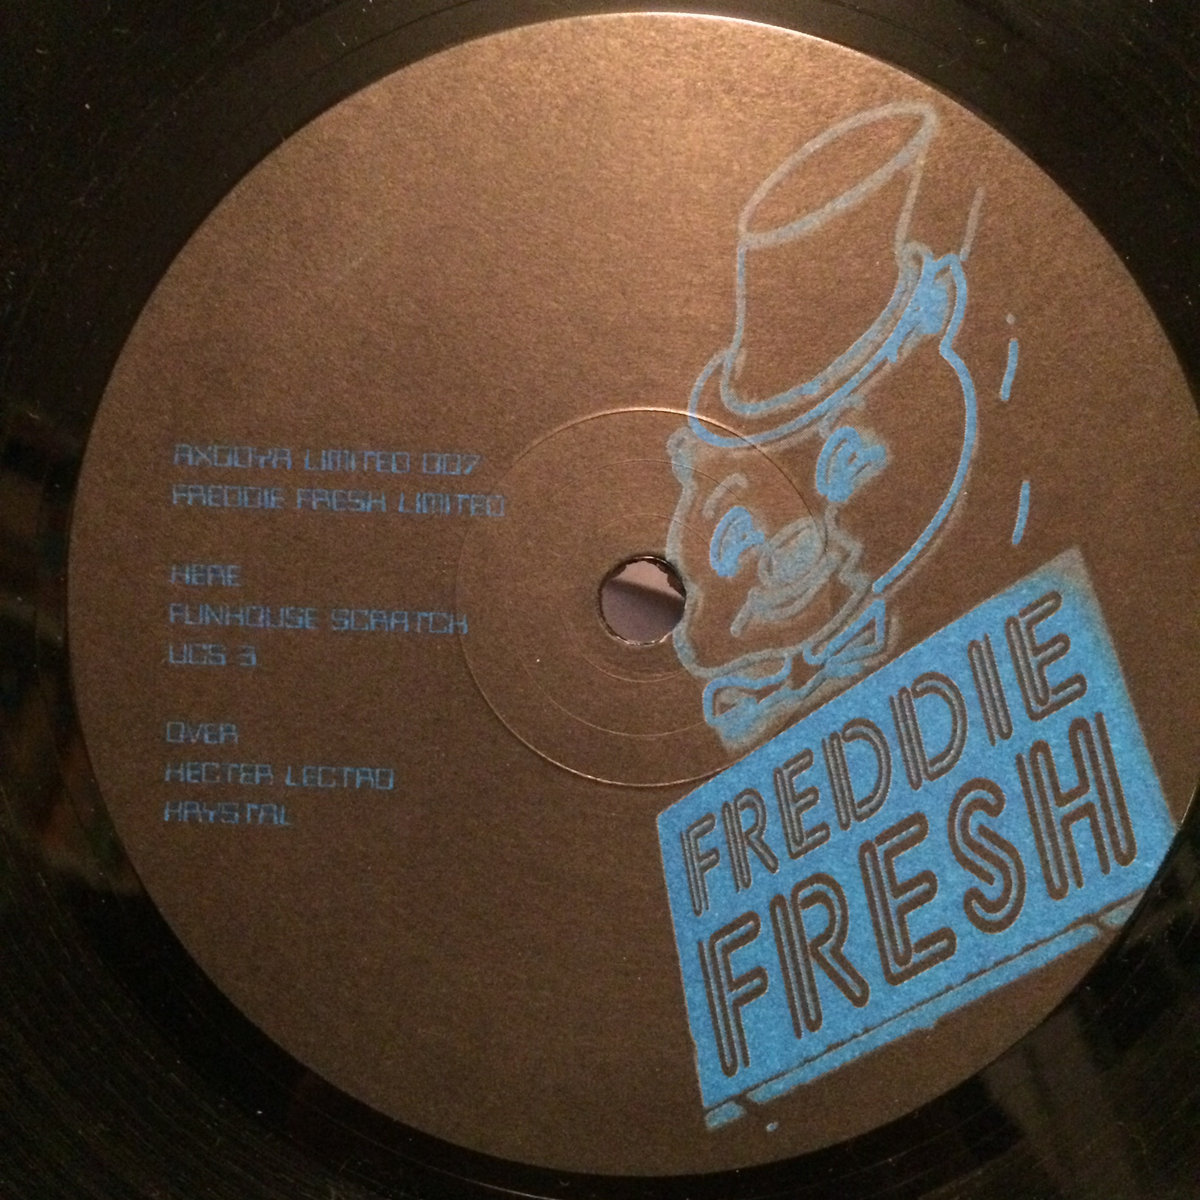 AXODYA LIMITED 007
FREDDIE FRESH LIMITED
HERE
FUNHOUSE SCRATCH
UCS 3
OVER
HECTER LECTRO
KRYSTAL
FREDDIE
FRESH